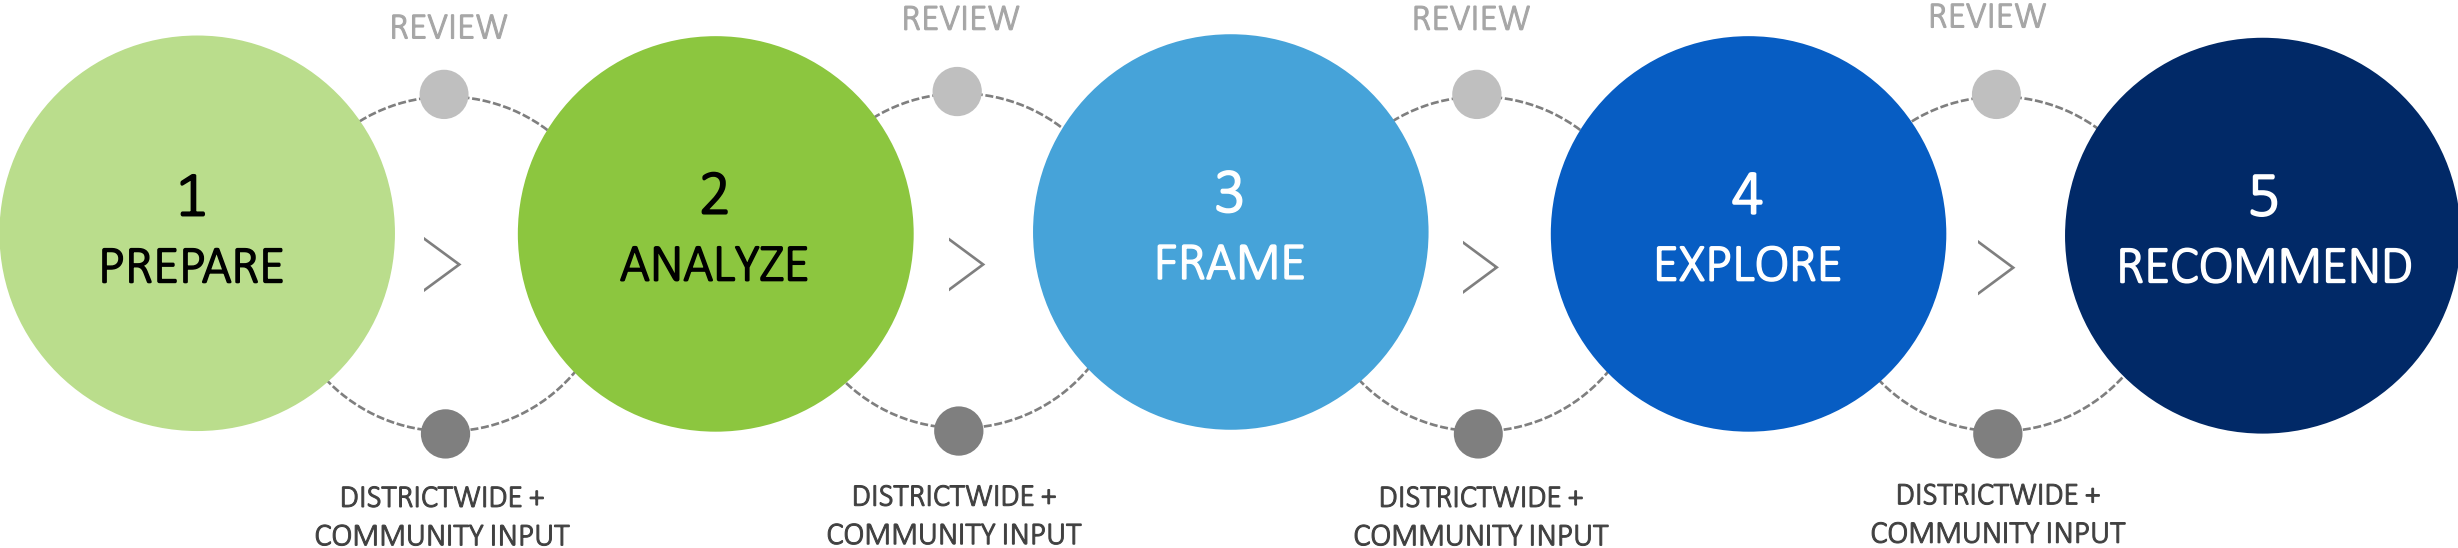 REVIEW
REVIEW
REVIEW
REVIEW
1
PREPARE
>
2
ANALYZE
>
3
FRAME
>
4
EXPLORE
>
5
RECOMMEND
DISTRICTWIDE +
COMMUNITY INPUT
DISTRICTWIDE +
COMMUNITY INPUT
DISTRICTWIDE +
COMMUNITY INPUT
DISTRICTWIDE +
COMMUNITY INPUT